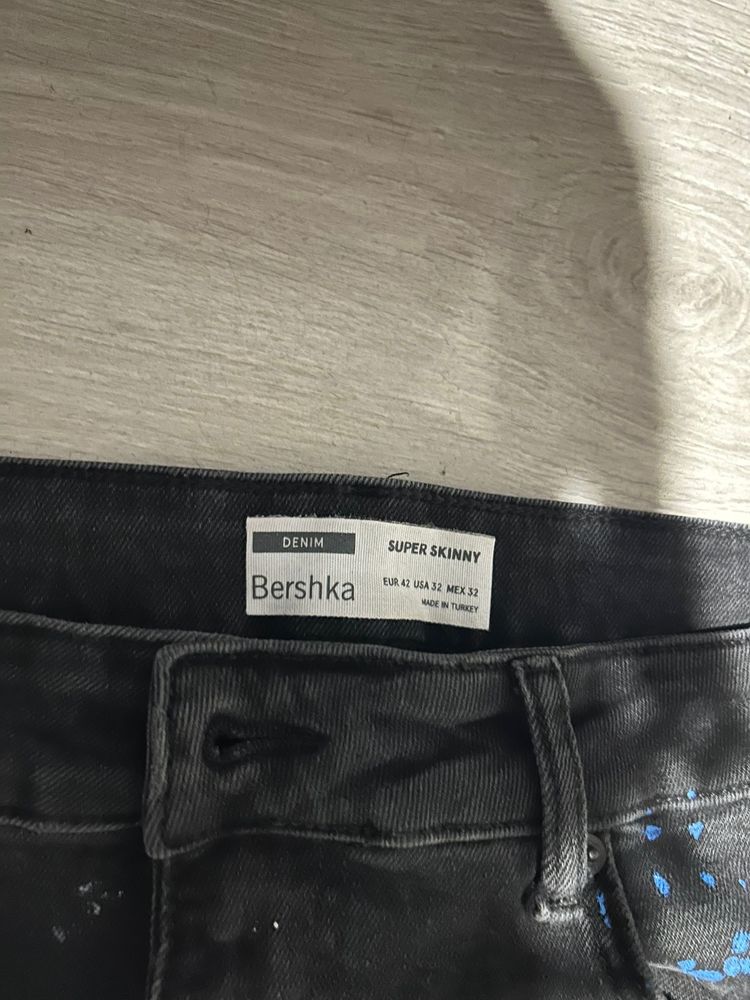 DENIM
Bershka
SUPER SKINNY
EUR 42 USA 32 MEX 32
MADE IN TURKEY